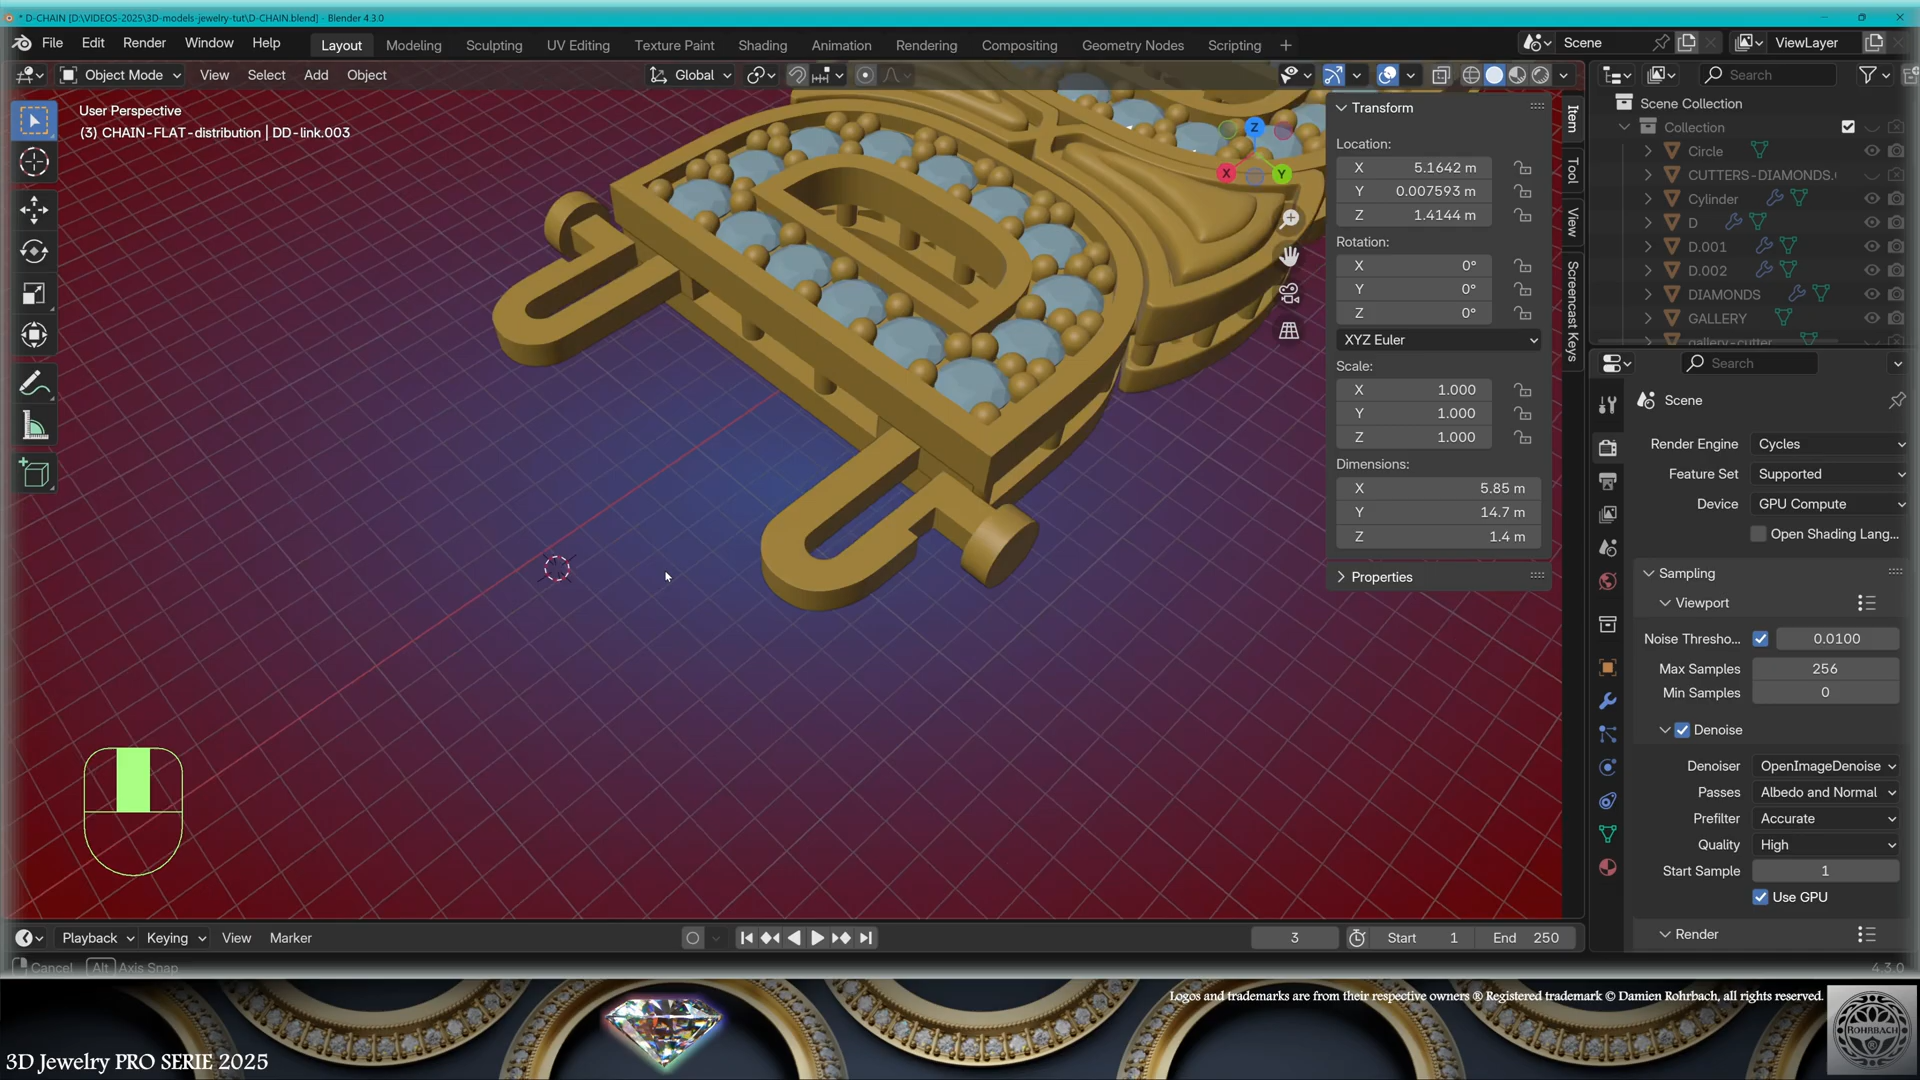 * D-CHAIN [D:\VIDEOS-2025\3D-models-jewelry-tut\D-CHAIN.blend] - Blender 4.3.0
File Edit Render Window Help
Layout Modeling Sculpting UV Editing Texture Paint Shading Animation Rendering Compositing Geometry Nodes Scripting +
Scene
ViewLayer
Object Mode View Select Add Object
Global
Search
User Perspective
(3) CHAIN-FLAT-distribution | DD-link.003
Z
X
Y
Transform
Location:
X 5.1642 m
Y 0.007593 m
Z 1.4144 m
Rotation:
X 0°
Y 0°
Z 0°
XYZ Euler
Scale:
X 1.000
Y 1.000
Z 1.000
Dimensions:
X 5.85 m
Y 14.7 m
Z 1.4 m
Properties
Item
Tool
View
Screencast Keys
Scene Collection
Collection
Circle
CUTTERS-DIAMONDS.
Cylinder
D
D.001
D.002
DIAMONDS
GALLERY
gallery-cutter
Search
Scene
Render Engine Cycles
Feature Set Supported
Device GPU Compute
Open Shading Lang...
Sampling
Viewport
Noise Thresho... 0.0100
Max Samples 256
Min Samples 0
Denoise
Denoiser OpenImageDenoise
Passes Albedo and Normal
Prefilter Accurate
Quality High
Start Sample 1
Use GPU
Render
Playback Keying View Marker
3
Start 1
End 250
Cancel Alt Axis Snap
4.3.0
Logos and trademarks are from their respective owners ® Registered trademark © Damien Rohrbach, all rights reserved.
ROHRBACH
3D Jewelry PRO SERIE 2025